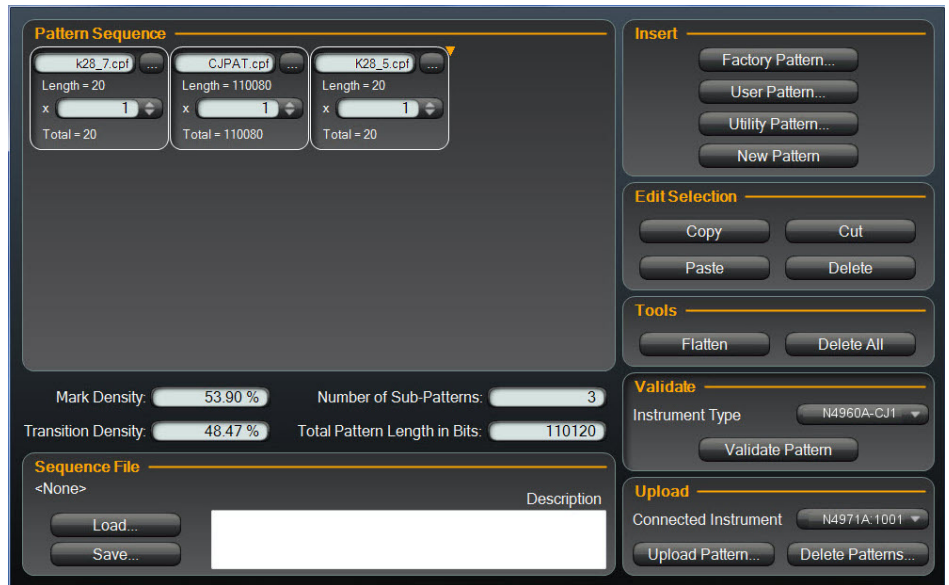 Pattern Sequence
k28_7.cpf ... CJPAT.cpf ... K28_5.cpf ...
Length = 20 Length = 110080 Length = 20
x 1 x 1 x 1
Total = 20 Total = 110080 Total = 20
Mark Density: 53.90 % Number of Sub-Patterns: 3
Transition Density: 48.47 % Total Pattern Length in Bits: 110120
Sequence File
<None>
Description
Load...
Save...
Insert
Factory Pattern...
User Pattern...
Utility Pattern...
New Pattern
Edit Selection
Copy Cut
Paste Delete
Tools
Flatten Delete All
Validate
Instrument Type N4960A-CJ1
Validate Pattern
Upload
Connected Instrument N4971A:1001
Upload Pattern... Delete Patterns...